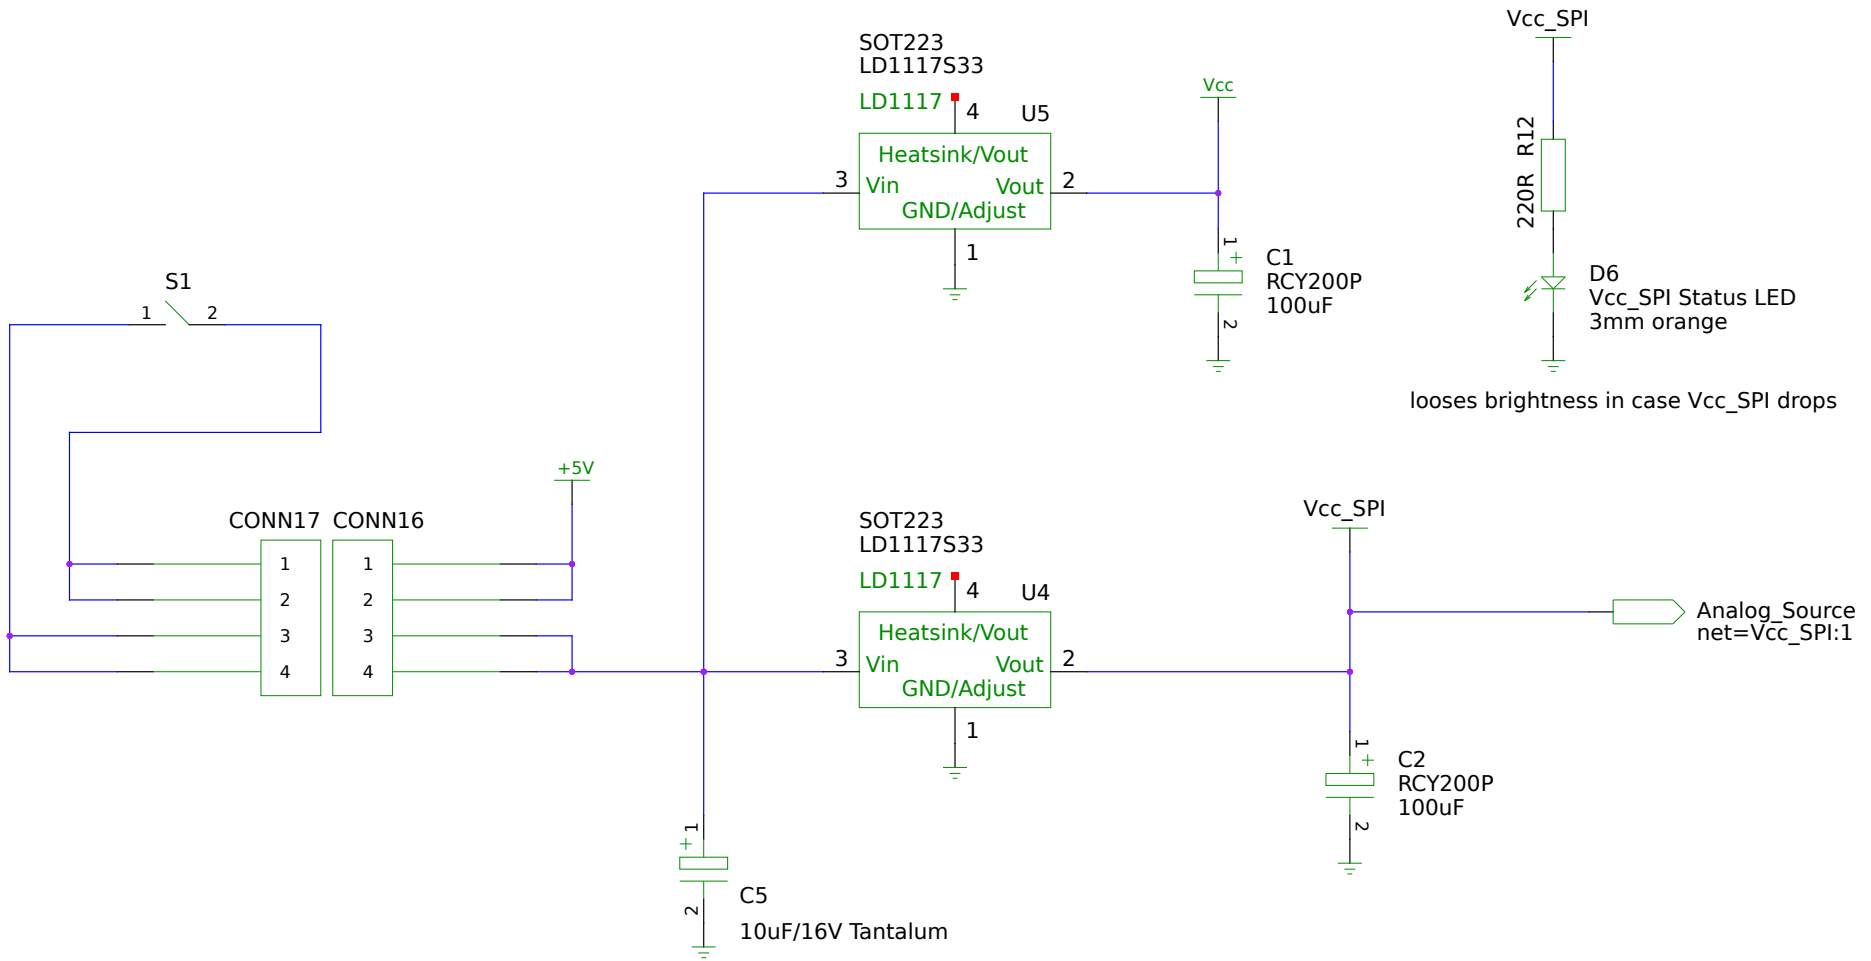 Vcc_SPI
SOT223
LD1117S33
LD1117
4
U5
Vcc
Heatsink/Vout
3
Vin
Vout
2
GND/Adjust
1
R12
220R
1
+
2
C1
RCY200P
100uF
D6
Vcc_SPI Status LED
3mm orange
looses brightness in case Vcc_SPI drops
S1
1
2
+5V
CONN17
CONN16
1
2
3
4
1
2
3
4
SOT223
LD1117S33
LD1117
4
U4
Heatsink/Vout
3
Vin
Vout
2
GND/Adjust
1
Vcc_SPI
Analog_Source
net=Vcc_SPI:1
1
+
2
C2
RCY200P
100uF
1
+
2
C5
10uF/16V Tantalum